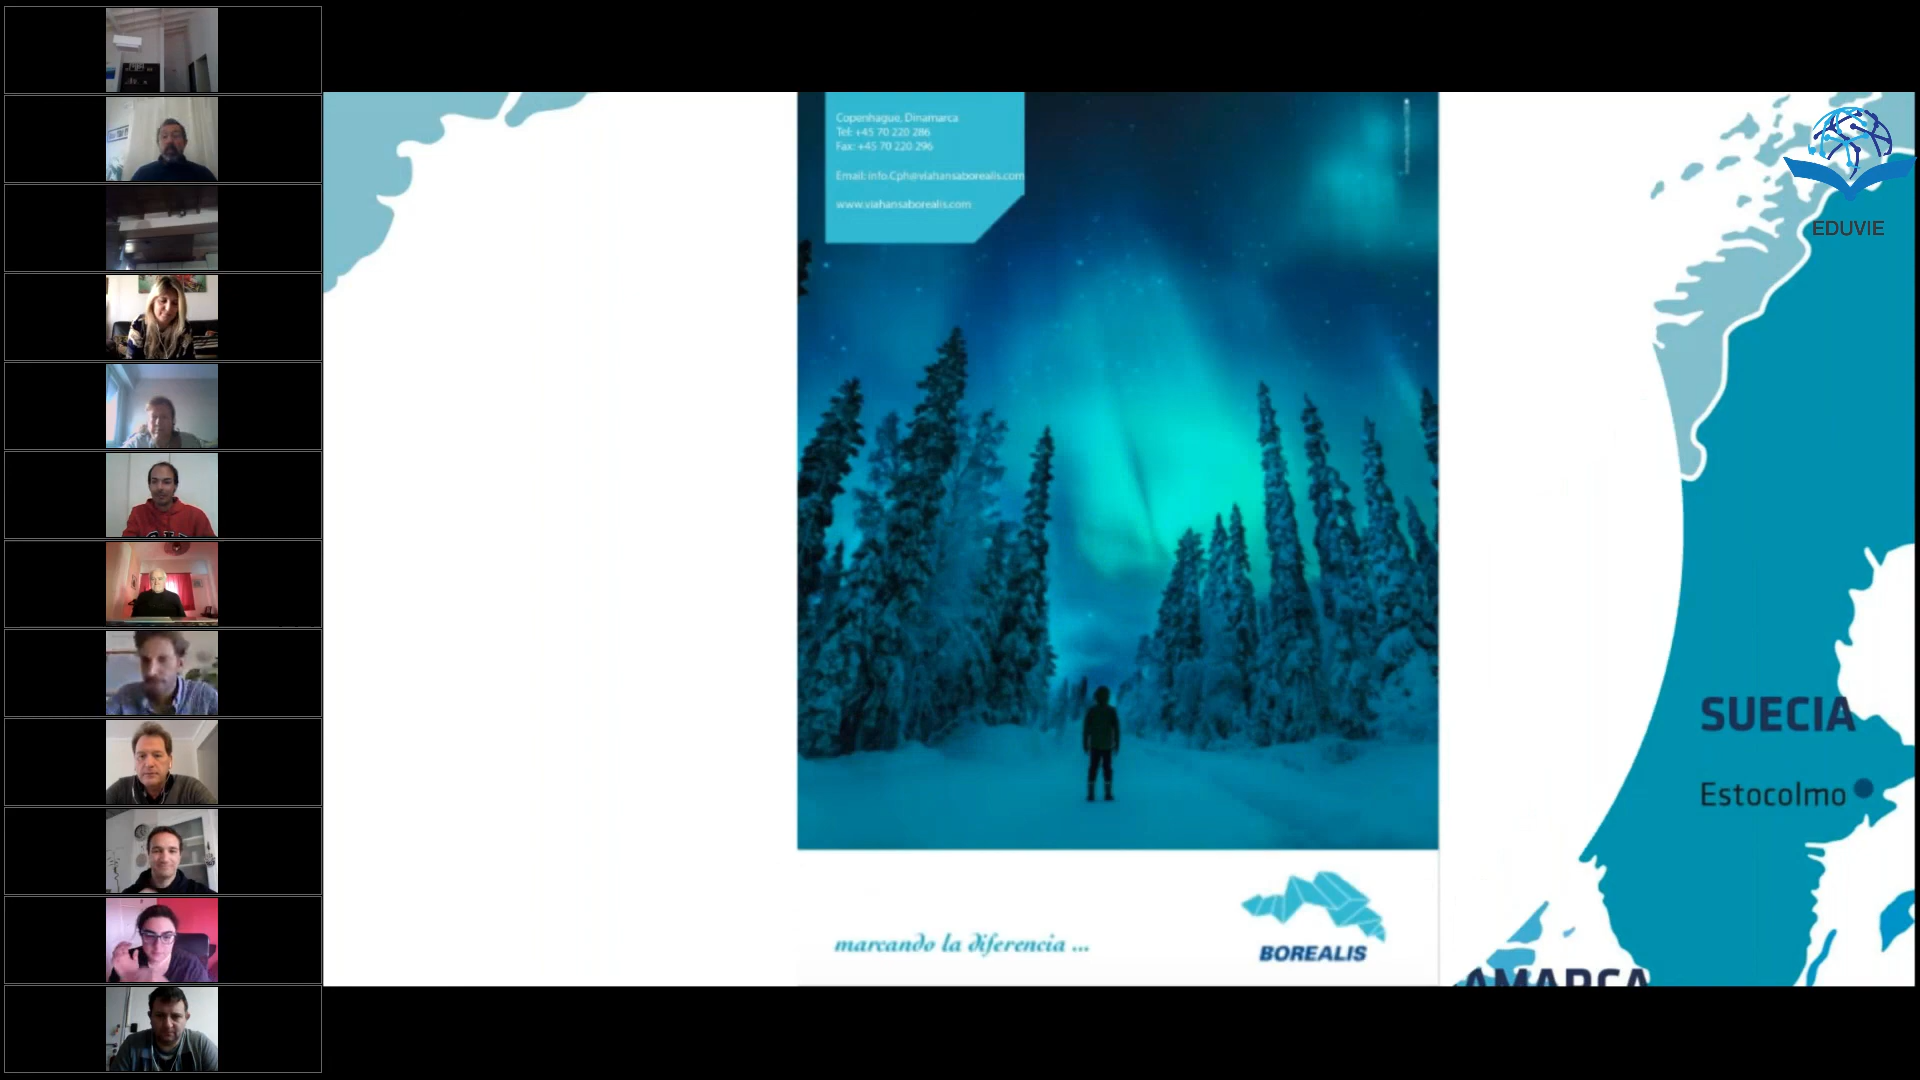 Copenhague, Dinamarca
Tel: +45 70 220 286
Fax: +45 70 220 296
Email: info.Cph@viahansaborealis.com
www.viahansaborealis.com
EDUVIE
SUECIA
Estocolmo
marcando la diferencia ...
BOREALIS
AMARCA